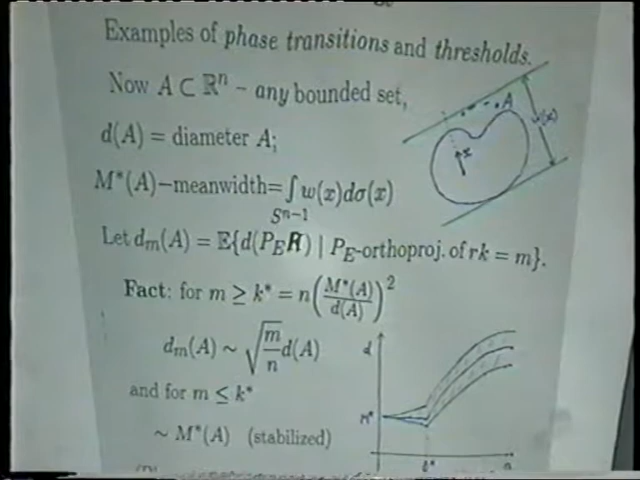 Examples of phase transitions and thresholds.
Now A ⊂ ℝⁿ – any bounded set,
d(A) = diameter A;
M*(A)–meanwidth= ∫ w(x)dσ(x)
Sⁿ⁻¹
Let dₘ(A) = 𝔼{d(P_E A) | P_E-orthoproj. of rk = m}.
Fact: for m ≥ k* = n(M*(A)/d(A))²
dₘ(A) ∼ √(m/n) d(A)
and for m ≤ k*
∼ M*(A) (stabilized)
A
w(x)
x
d
M*
k*
n